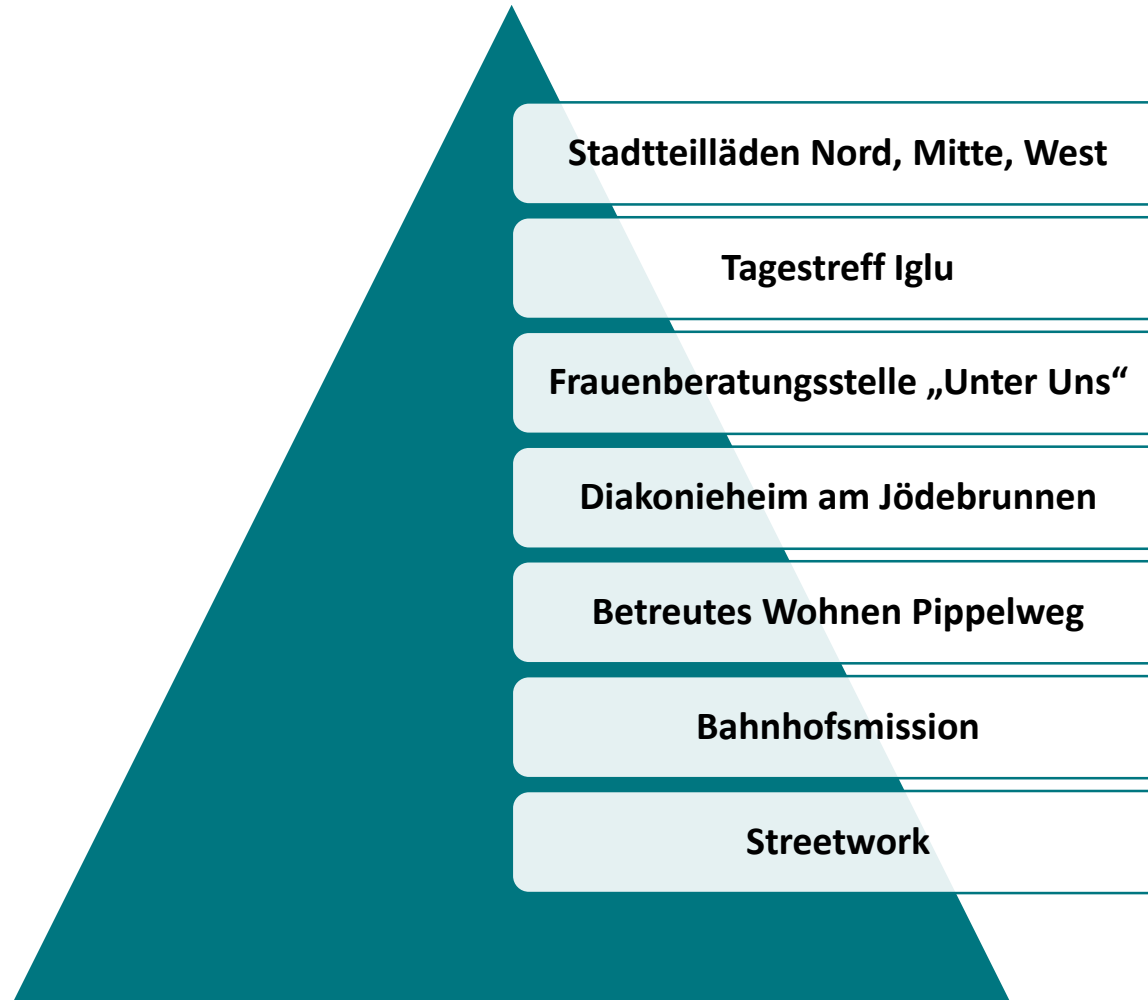 Stadtteilläden Nord, Mitte, West
Tagestreff Iglu
Frauenberatungsstelle „Unter Uns“
Diakonieheim am Jödebrunnen
Betreutes Wohnen Pippelweg
Bahnhofsmission
Streetwork